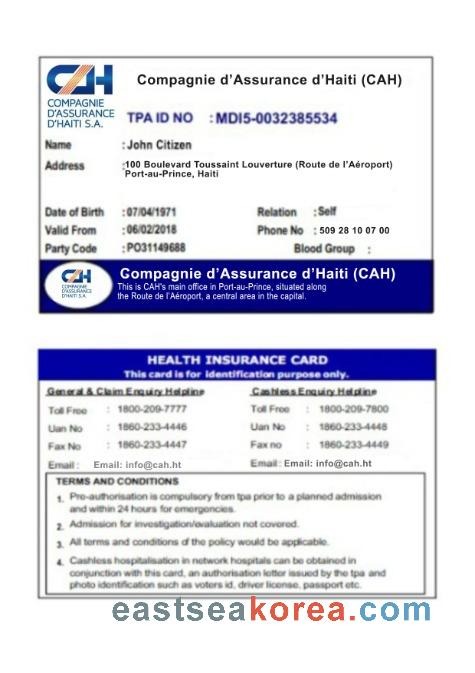 CAH
Compagnie d'Assurance d'Haiti (CAH)
COMPAGNIE
D'ASSURANCE
D'HAITI S.A.
TPA ID NO : MDI5-0032385534
Name : John Citizen
Address : 100 Boulevard Toussaint Louverture (Route de l'Aéroport)
Port-au-Prince, Haiti
Date of Birth : 07/04/1971 Relation : Self
Valid From : 06/02/2018 Phone No : 509 28 10 07 00
Party Code : PO31149688 Blood Group :
CAH
COMPAGNIE
D'ASSURANCE
D'HAITI S.A.
Compagnie d'Assurance d'Haiti (CAH)
This is CAH's main office in Port-au-Prince, situated along
the Route de l'Aéroport, a central area in the capital.
HEALTH INSURANCE CARD
This card is for identification purpose only.
General & Claim Enquiry Helpline Cashless Enquiry Helpline
Toll Free : 1800-209-7777 Toll Free : 1800-209-7800
Uan No : 1860-233-4446 Uan No : 1860-233-4448
Fax No : 1860-233-4447 Fax no : 1860-233-4449
Email : Email: info@cah.ht Email : Email: info@cah.ht
TERMS AND CONDITIONS
1. Pre-authorisation is compulsory from tpa prior to a planned admission
and within 24 hours for emergencies.
2. Admission for investigation/evaluation not covered.
3. All terms and conditions of the policy would be applicable.
4. Cashless hospitalisation in network hospitals can be obtained in
conjunction with this card, an authorisation letter issued by the tpa and
photo identification such as voters id, driver license, passport etc.
eastseakorea.com